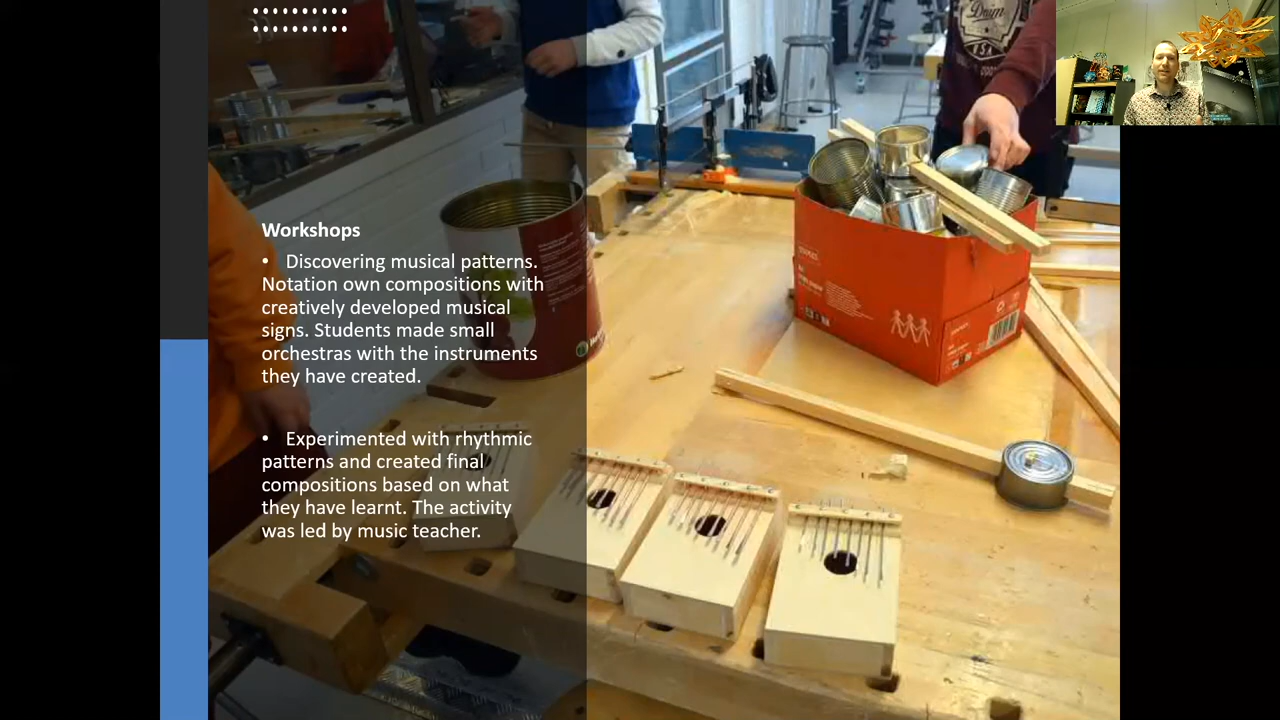 Workshops
• Discovering musical patterns.
Notation own compositions with
creatively developed musical
signs. Students made small
orchestras with the instruments
they have created.
• Experimented with rhythmic
patterns and created final
compositions based on what
they have learnt. The activity
was led by music teacher.